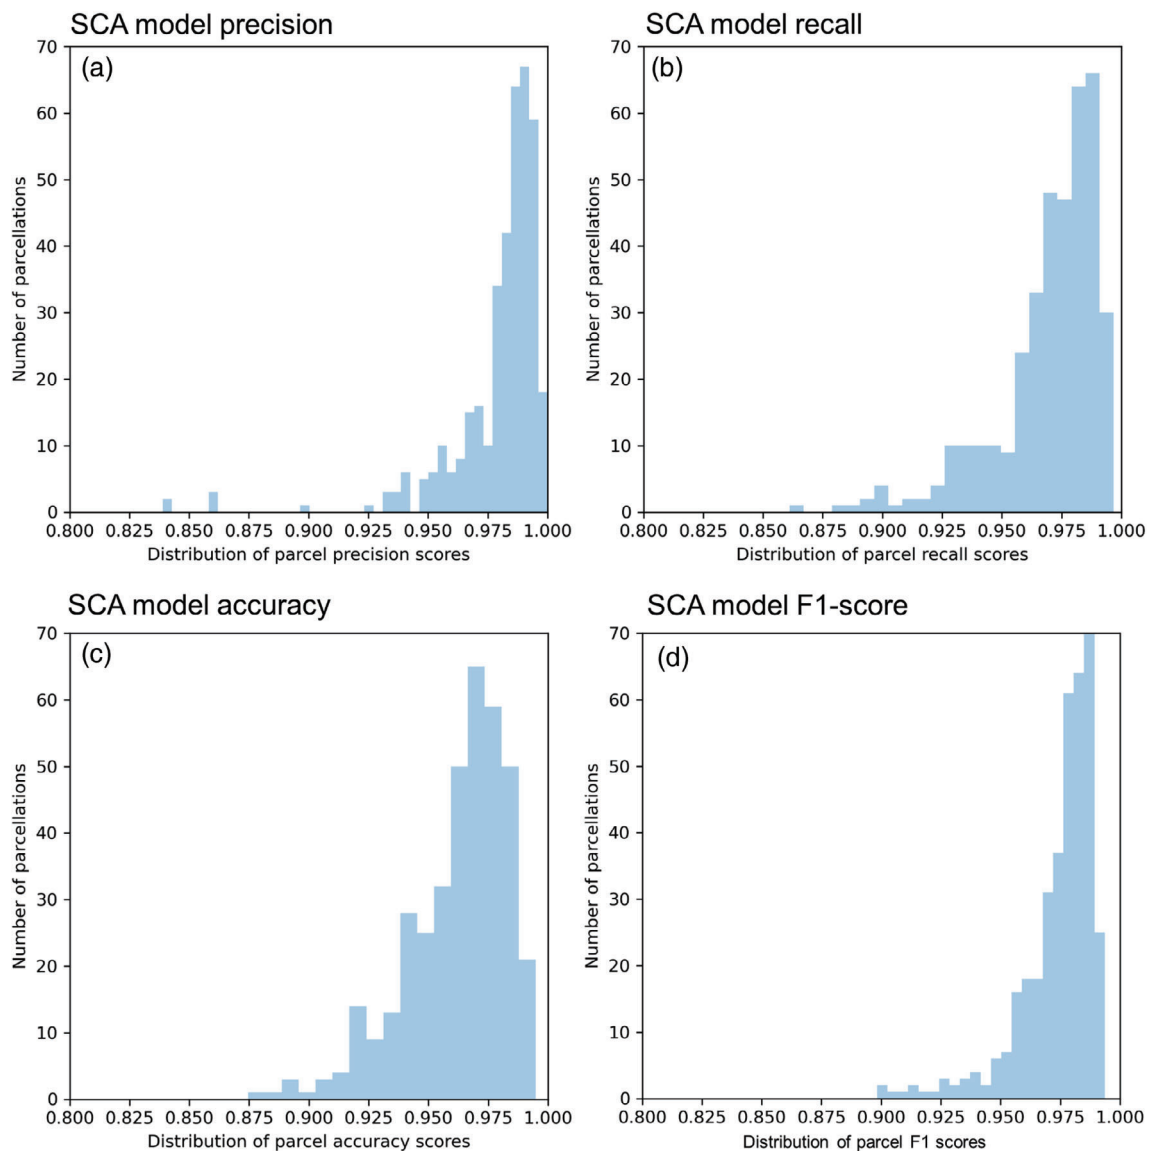 SCA model precision
(a)
70
60
50
40
30
20
10
0
Number of parcellations
0.800 0.825 0.850 0.875 0.900 0.925 0.950 0.975 1.000
Distribution of parcel precision scores
SCA model recall
(b)
70
60
50
40
30
20
10
0
Number of parcellations
0.800 0.825 0.850 0.875 0.900 0.925 0.950 0.975 1.000
Distribution of parcel recall scores
SCA model accuracy
(c)
70
60
50
40
30
20
10
0
Number of parcellations
0.800 0.825 0.850 0.875 0.900 0.925 0.950 0.975 1.000
Distribution of parcel accuracy scores
SCA model F1-score
(d)
70
60
50
40
30
20
10
0
Number of parcellations
0.800 0.825 0.850 0.875 0.900 0.925 0.950 0.975 1.000
Distribution of parcel F1 scores